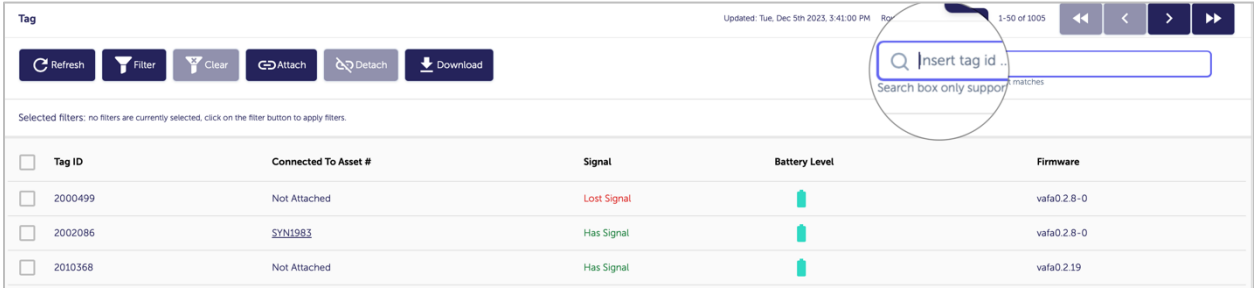 Tag Updated: Tue, Dec 5th 2023, 3:41:00 PM 1-50 of 1005
Refresh Filter Clear Attach Detach Download
Insert tag id ..
Search box only suppor
matches
Selected filters: no filters are currently selected, click on the filter button to apply filters.
Tag ID Connected To Asset # Signal Battery Level Firmware
2000499 Not Attached Lost Signal vafa0.2.8-0
2002086 SYN1983 Has Signal vafa0.2.8-0
2010368 Not Attached Has Signal vafa0.2.19